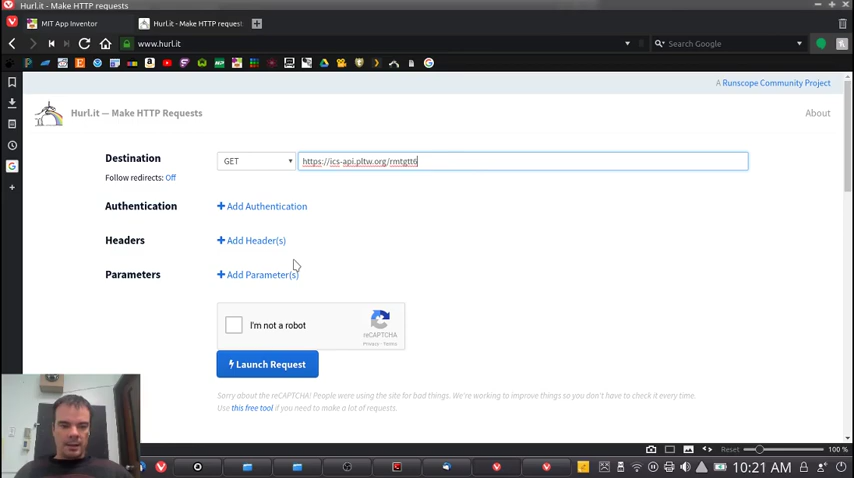 Hurl.it - Make HTTP requests
MIT App Inventor
Hurl.it - Make HTTP request
www.hurl.it
Search Google
A Runscope Community Project
Hurl.it — Make HTTP Requests
About
Destination
GET
https://ics-api.pltw.org/rmtgtt6
Follow redirects: Off
Authentication
Add Authentication
Headers
Add Header(s)
Parameters
Add Parameter(s)
I'm not a robot
reCAPTCHA
Privacy - Terms
Launch Request
Sorry about the reCAPTCHA! People were using the site for bad things. We're working to improve things so you don't have to check it every time.
Use this free tool if you need to make a lot of requests.
Reset
100 %
10:21 AM